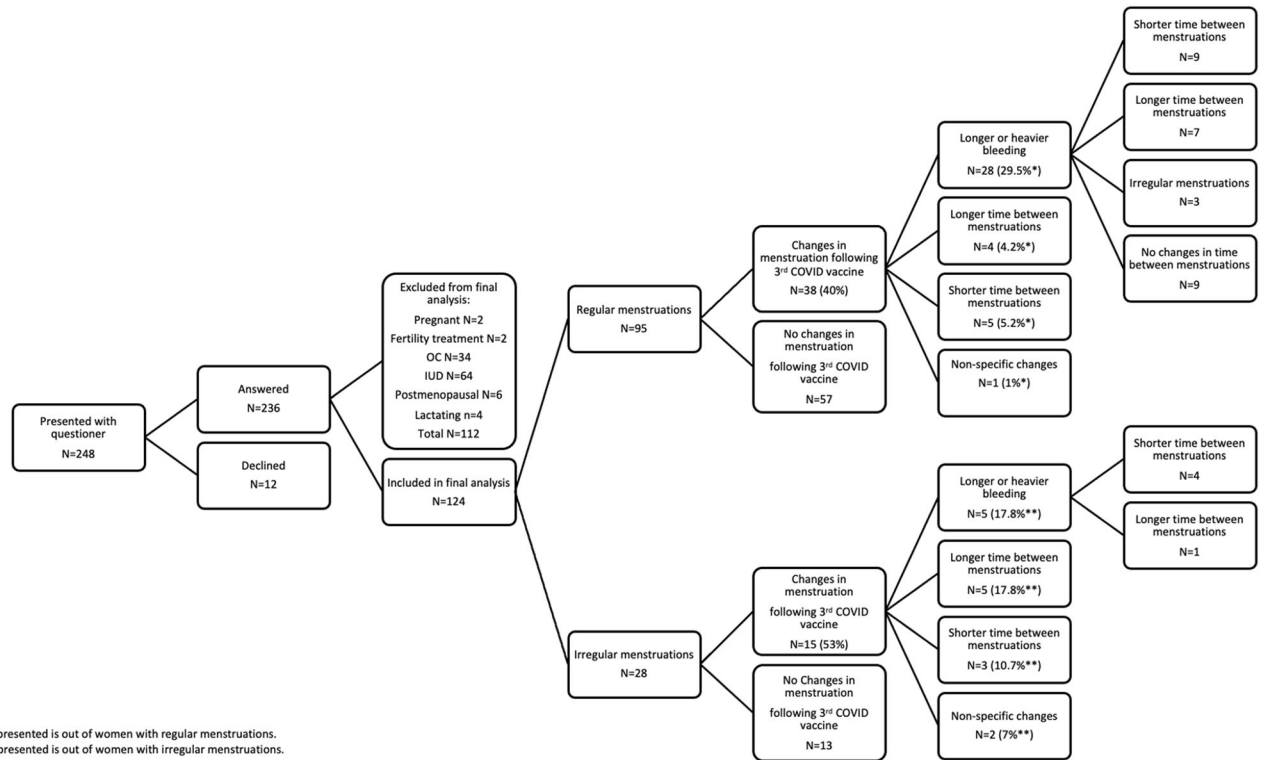 Presented with
questioner
N=248
Answered
N=236
Declined
N=12
Excluded from final
analysis:
Pregnant N=2
Fertility treatment N=2
OC N=34
IUD N=64
Postmenopausal N=6
Lactating n=4
Total N=112
Included in final analysis
N=124
Regular menstruations
N=95
Changes in
menstruation following
3rd COVID vaccine
N=38 (40%)
No changes in
menstruation
following 3rd COVID
vaccine
N=57
Longer or heavier
bleeding
N=28 (29.5%*)
Longer time between
menstruations
N=4 (4.2%*)
Shorter time between
menstruations
N=5 (5.2%*)
Non-specific changes
N=1 (1%*)
Shorter time between
menstruations
N=9
Longer time between
menstruations
N=7
Irregular menstruations
N=3
No changes in time
between menstruations
N=9
Irregular menstruations
N=28
Changes in
menstruation
following 3rd COVID
vaccine
N=15 (53%)
No Changes in
menstruation
following 3rd COVID
vaccine
N=13
Longer or heavier
bleeding
N=5 (17.8%**)
Longer time between
menstruations
N=5 (17.8%**)
Shorter time between
menstruations
N=3 (10.7%**)
Non-specific changes
N=2 (7%**)
Shorter time between
menstruations
N=4
Longer time between
menstruations
N=1
presented is out of women with regular menstruations.
presented is out of women with irregular menstruations.